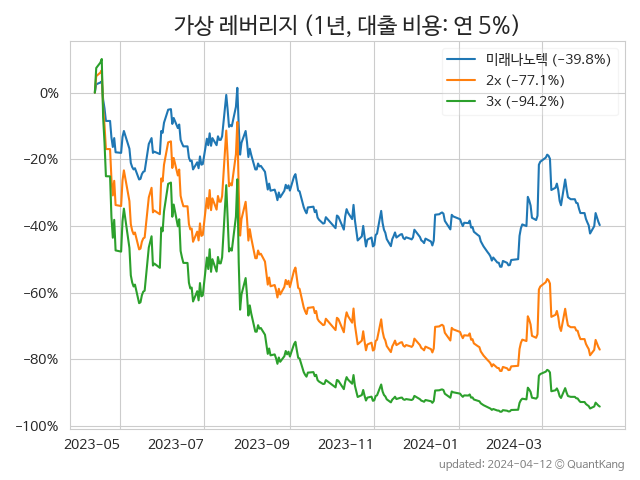 가상 레버리지 (1년, 대출 비용: 연 5%)
미래나노텍 (-39.8%)
2x (-77.1%)
3x (-94.2%)
0%
-20%
-40%
-60%
-80%
-100%
2023-05 2023-07 2023-09 2023-11 2024-01 2024-03
updated: 2024-04-12 © QuantKang